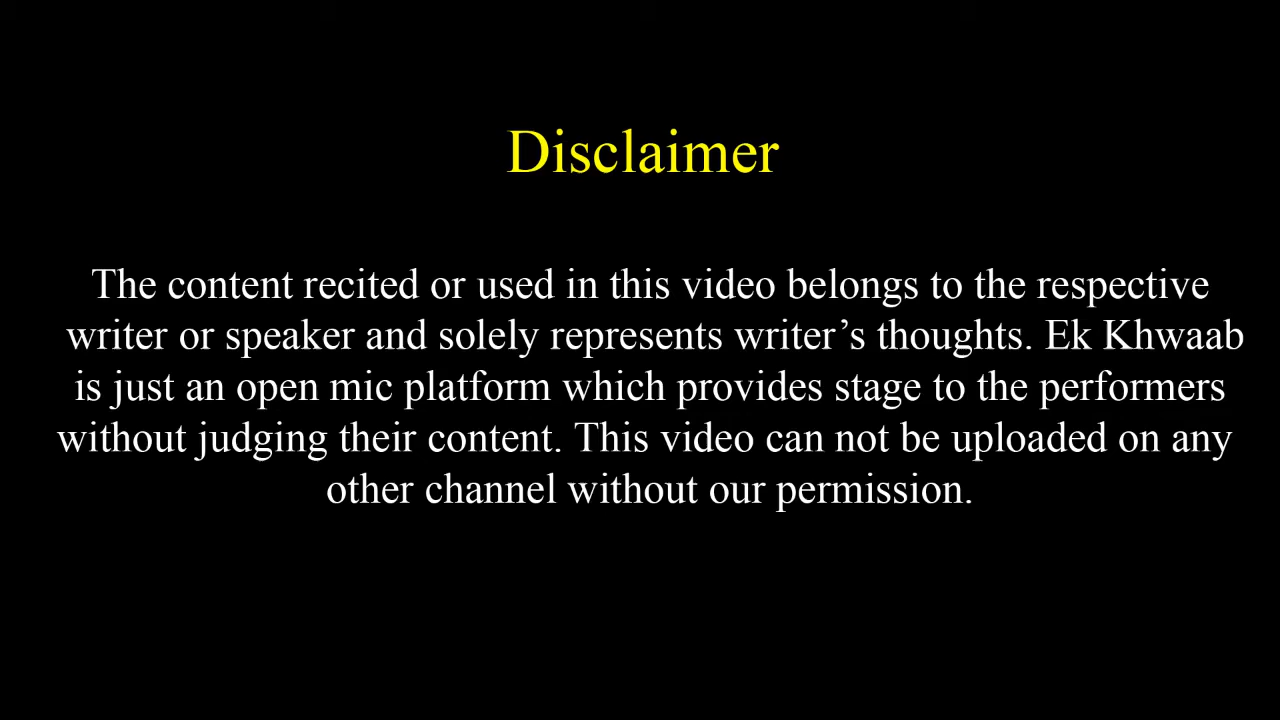 Disclaimer
The content recited or used in this video belongs to the respective
writer or speaker and solely represents writer’s thoughts. Ek Khwaab
is just an open mic platform which provides stage to the performers
without judging their content. This video can not be uploaded on any
other channel without our permission.